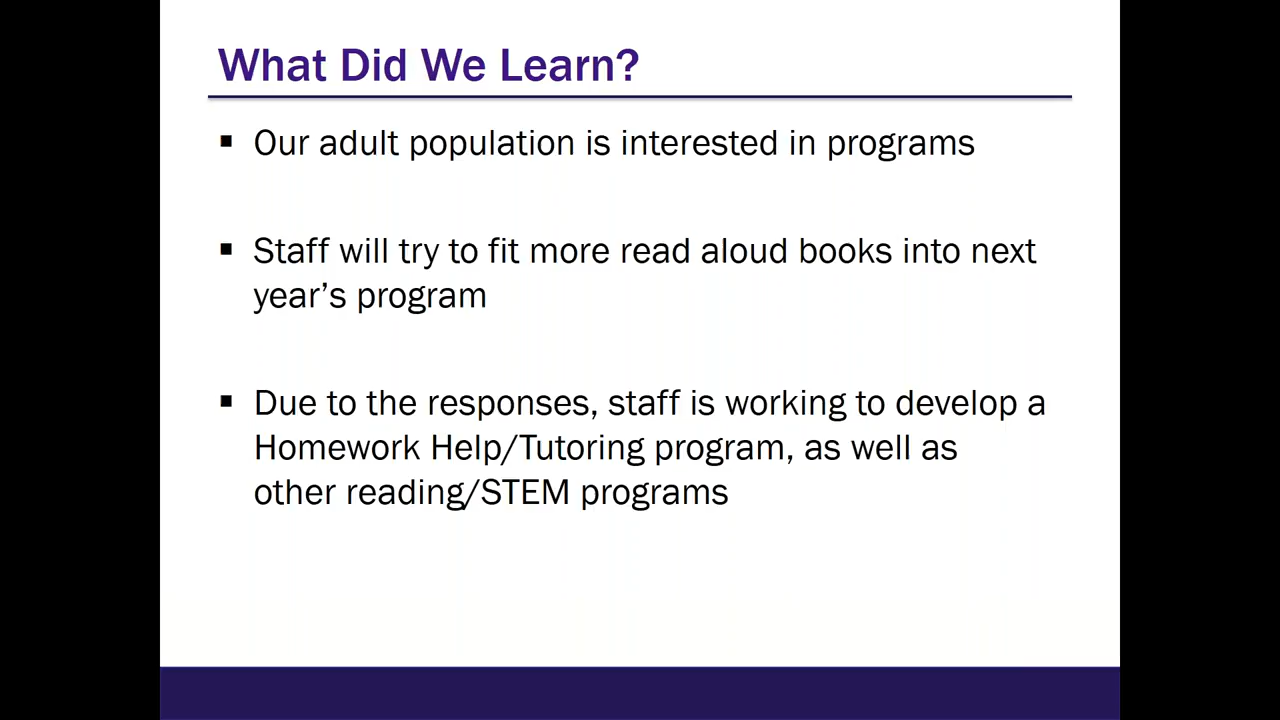 What Did We Learn?
▪ Our adult population is interested in programs
▪ Staff will try to fit more read aloud books into next
year’s program
▪ Due to the responses, staff is working to develop a
Homework Help/Tutoring program, as well as
other reading/STEM programs